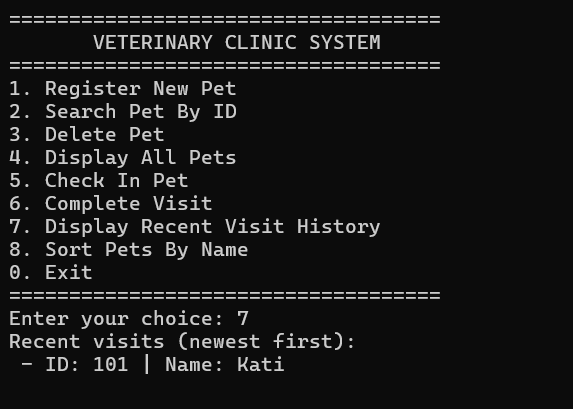 ====================================
VETERINARY CLINIC SYSTEM
====================================
1. Register New Pet
2. Search Pet By ID
3. Delete Pet
4. Display All Pets
5. Check In Pet
6. Complete Visit
7. Display Recent Visit History
8. Sort Pets By Name
0. Exit
====================================
Enter your choice: 7
Recent visits (newest first):
- ID: 101 | Name: Kati